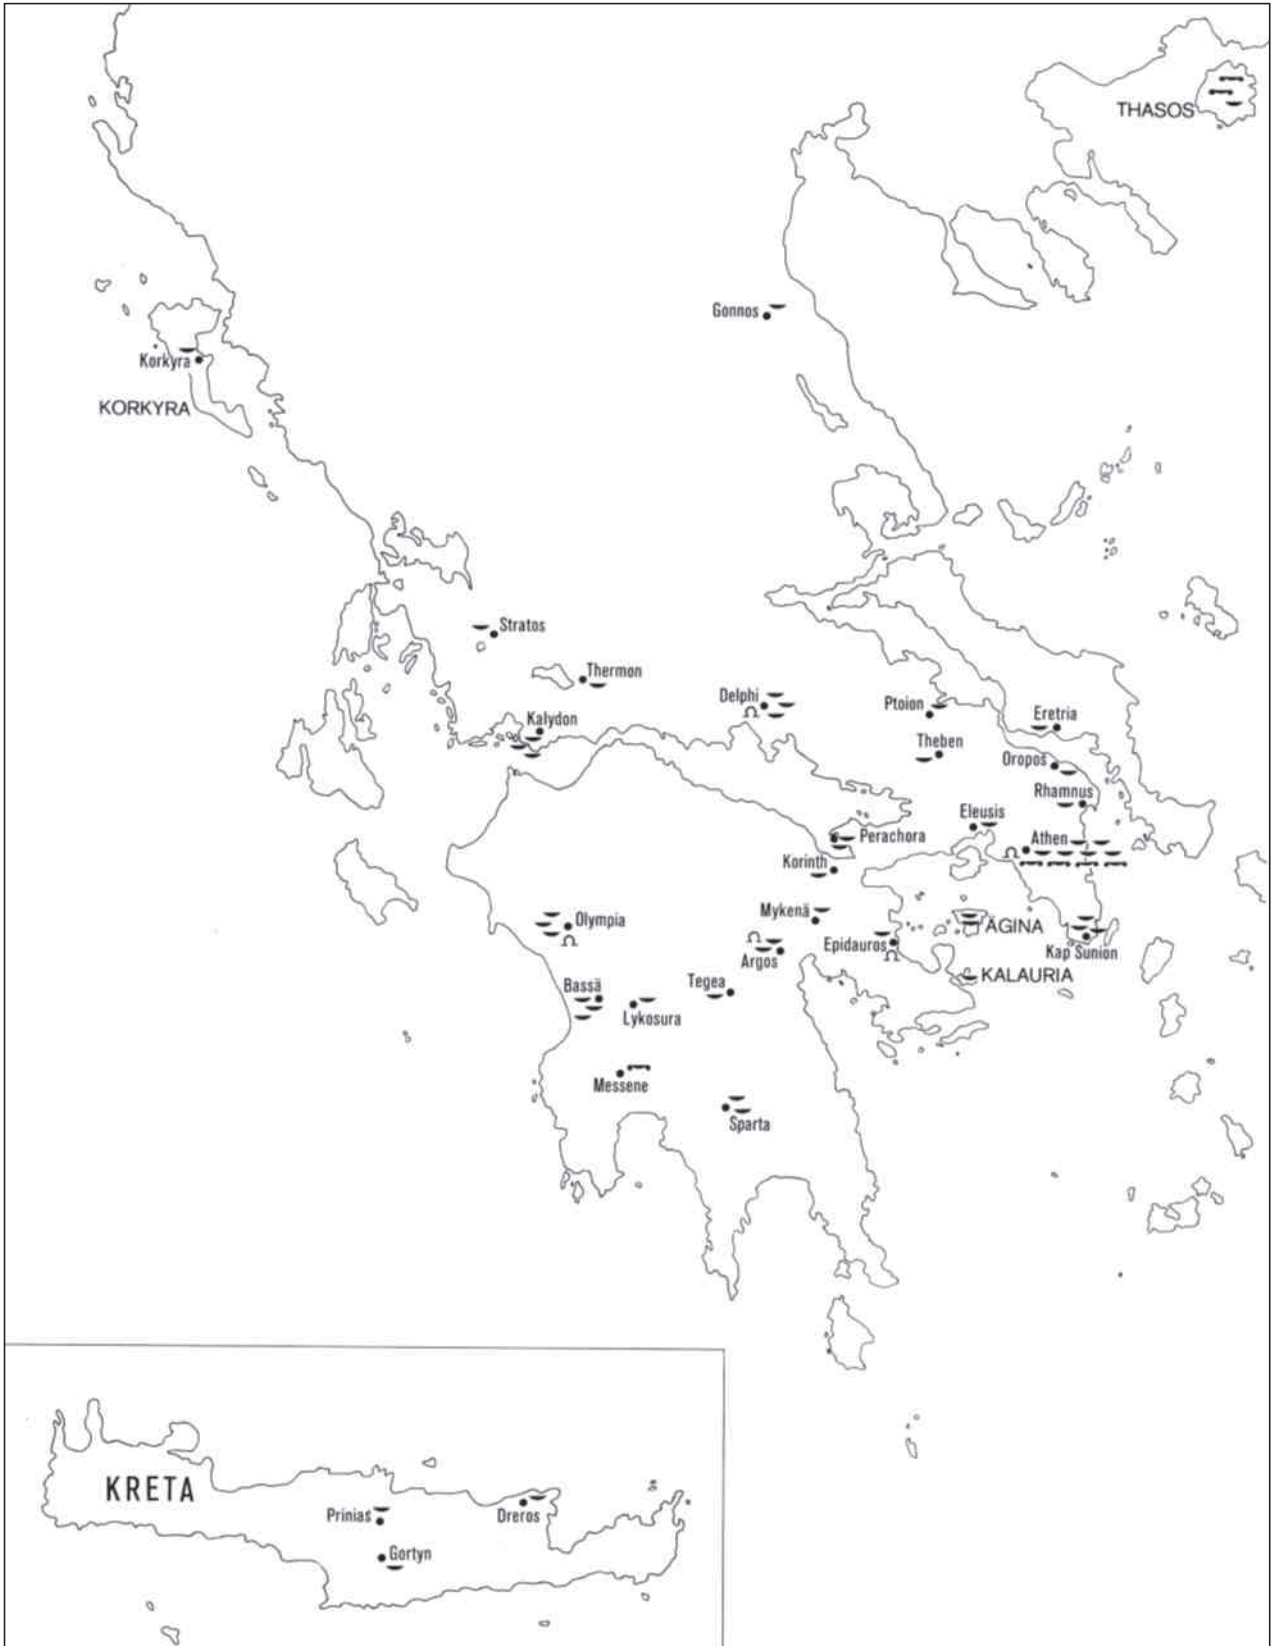 THASOS
Gonnos
Korkyra
KORKYRA
Stratos
Thermon
Delphi
Ptoion
Eretria
Kalydon
Theben
Oropos
Rhamnus
Eleusis
Athen
Perachora
Korinth
Mykenä
Olympia
ÄGINA
Epidauros
Kap Sunion
Argos
KALAURIA
Tegea
Bassä
Lykosura
Messene
Sparta
KRETA
Prinias
Dreros
Gortyn